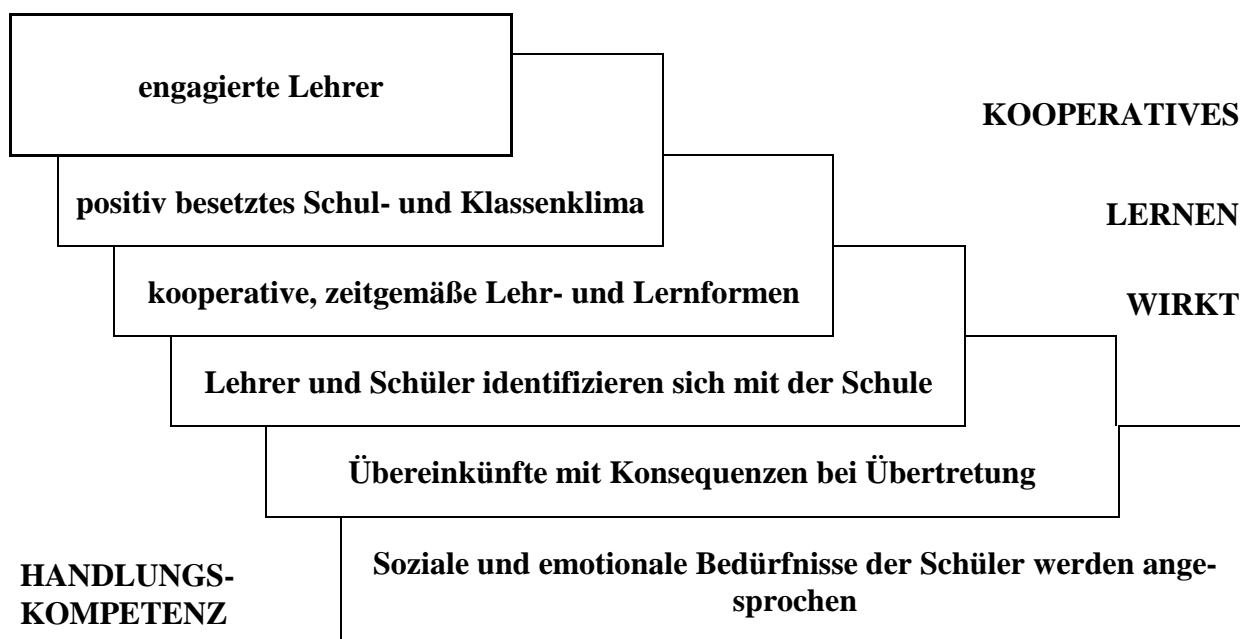 engagierte Lehrer
KOOPERATIVES
positiv besetztes Schul- und Klassenklima
LERNEN
kooperative, zeitgemäße Lehr- und Lernformen
WIRKT
Lehrer und Schüler identifizieren sich mit der Schule
Übereinkünfte mit Konsequenzen bei Übertretung
HANDLUNGS-
KOMPETENZ
Soziale und emotionale Bedürfnisse der Schüler werden ange-
sprochen